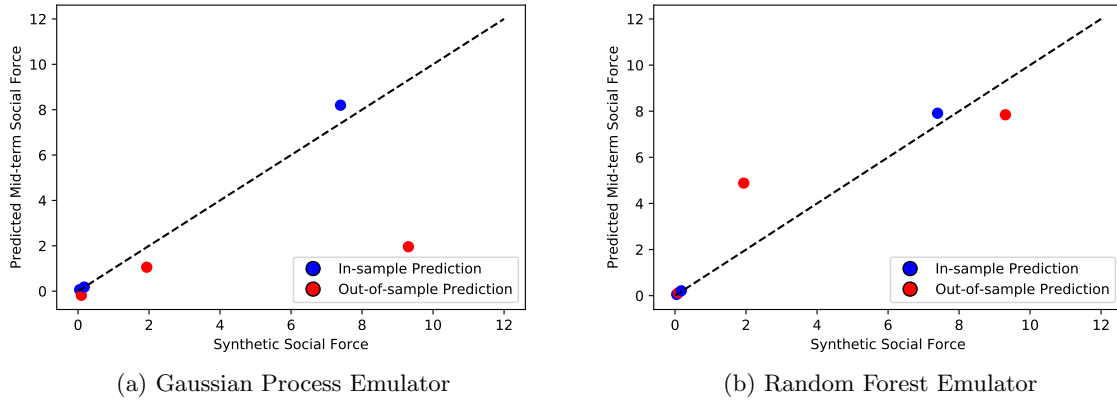 12
10
8
6
4
2
0
Predicted Mid-term Social Force
In-sample Prediction
Out-of-sample Prediction
0 2 4 6 8 10 12
Synthetic Social Force
(a) Gaussian Process Emulator
12
10
8
6
4
2
0
Predicted Mid-term Social Force
In-sample Prediction
Out-of-sample Prediction
0 2 4 6 8 10 12
Synthetic Social Force
(b) Random Forest Emulator